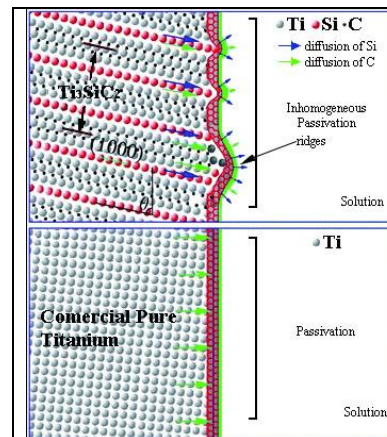 Ti Si · C
diffusion of Si
diffusion of C
Ti₃SiC₂
(1000)
θ
Inhomogeneous
Passivation
ridges
Solution
Ti
Comercial Pure
Titanium
Passivation
Solution